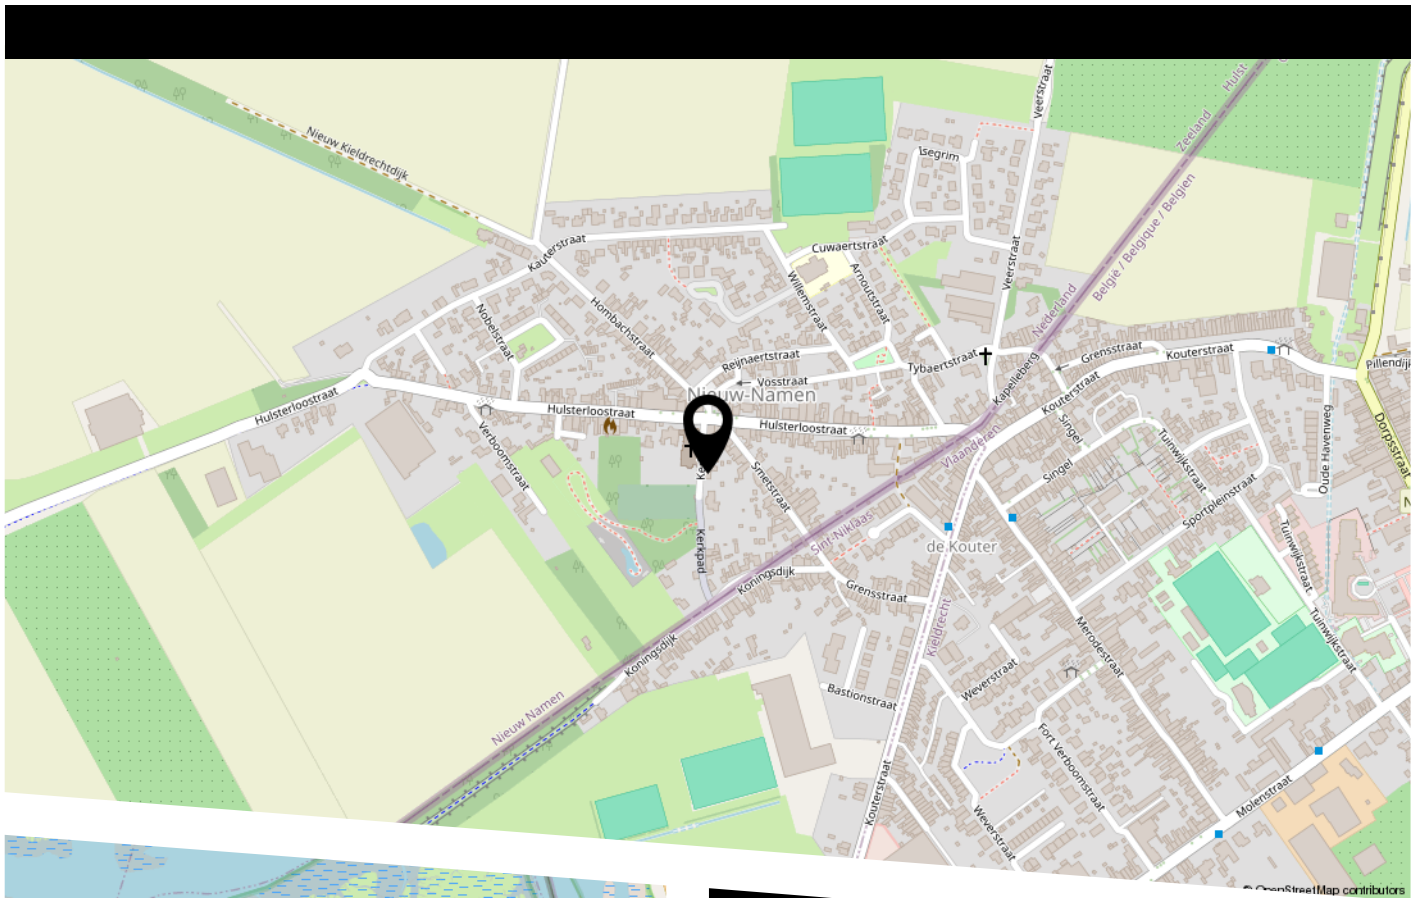 Veerstraat
Hulst
Zeeland
Nieuw Kieldrechtdijk
Isegrim
België / Belgique / Belgien
Kauterstraat
Cuwaertstraat
Veerstraat
Willemstraat
Arnoutstraat
Nederland
Nobelstraat
Hombachstraat
Reijnaertstraat
Tybaertstraat
Grensstraat
Kouterstraat
Pillendijk
Vosstraat
Kapelleberg
Nieuw-Namen
Hulsterloostraat
Hulsterloostraat
Hulsterloostraat
Kouterstraat
Singel
Vlaanderen
Verboomstraat
Smetstraat
Singel
Tuinwijkstraat
Oude Havenweg
Dorpsstraat
Sportpleinstraat
Sint-Niklaas
de Kouter
Kerkpad
Koningsdijk
Grensstraat
Tuinwijkstraat
Kieldrecht
Merodestraat
Tuinwijkstraat
Koningsdijk
Weverstraat
Bastionstraat
Nieuw Namen
Fort Verboomstraat
Kouterstraat
Weverstraat
Molenstraat
© OpenStreetMap contributors